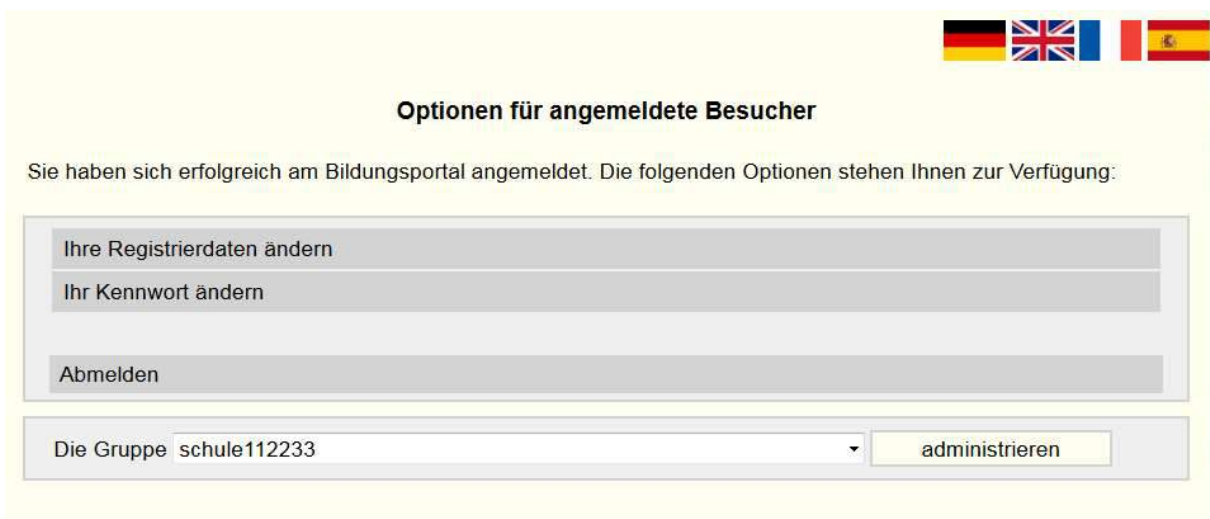 Optionen für angemeldete Besucher
Sie haben sich erfolgreich am Bildungsportal angemeldet. Die folgenden Optionen stehen Ihnen zur Verfügung:
Ihre Registrierdaten ändern
Ihr Kennwort ändern
Abmelden
Die Gruppe schule112233 administrieren